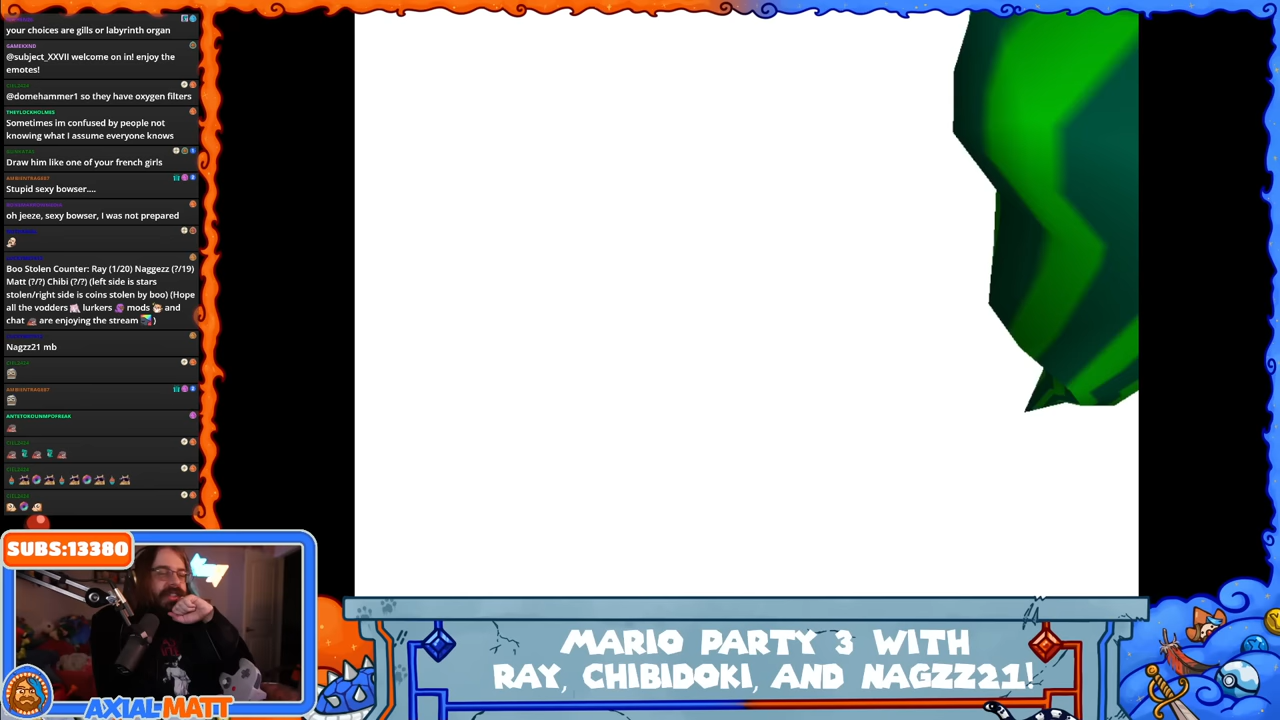 your choices are gills or labyrinth organ
GAMEKXND
@subject_XXVII welcome on in! enjoy the
emotes!
@domehammer1 so they have oxygen filters
THEYLOCKHOLMES
Sometimes im confused by people not
knowing what I assume everyone knows
Draw him like one of your french girls
Stupid sexy bowser....
oh jeeze, sexy bowser, I was not prepared
Boo Stolen Counter: Ray (1/20) Naggezz (?/19)
Matt (?/?) Chibi (?/?) (left side is stars
stolen/right side is coins stolen by boo) (Hope
all the vodders lurkers mods and
chat are enjoying the stream )
Nagzz21 mb
SUBS:13380
AXIALMATT
MARIO PARTY 3 WITH
RAY, CHIBIDOKI, AND NAGZZ21!